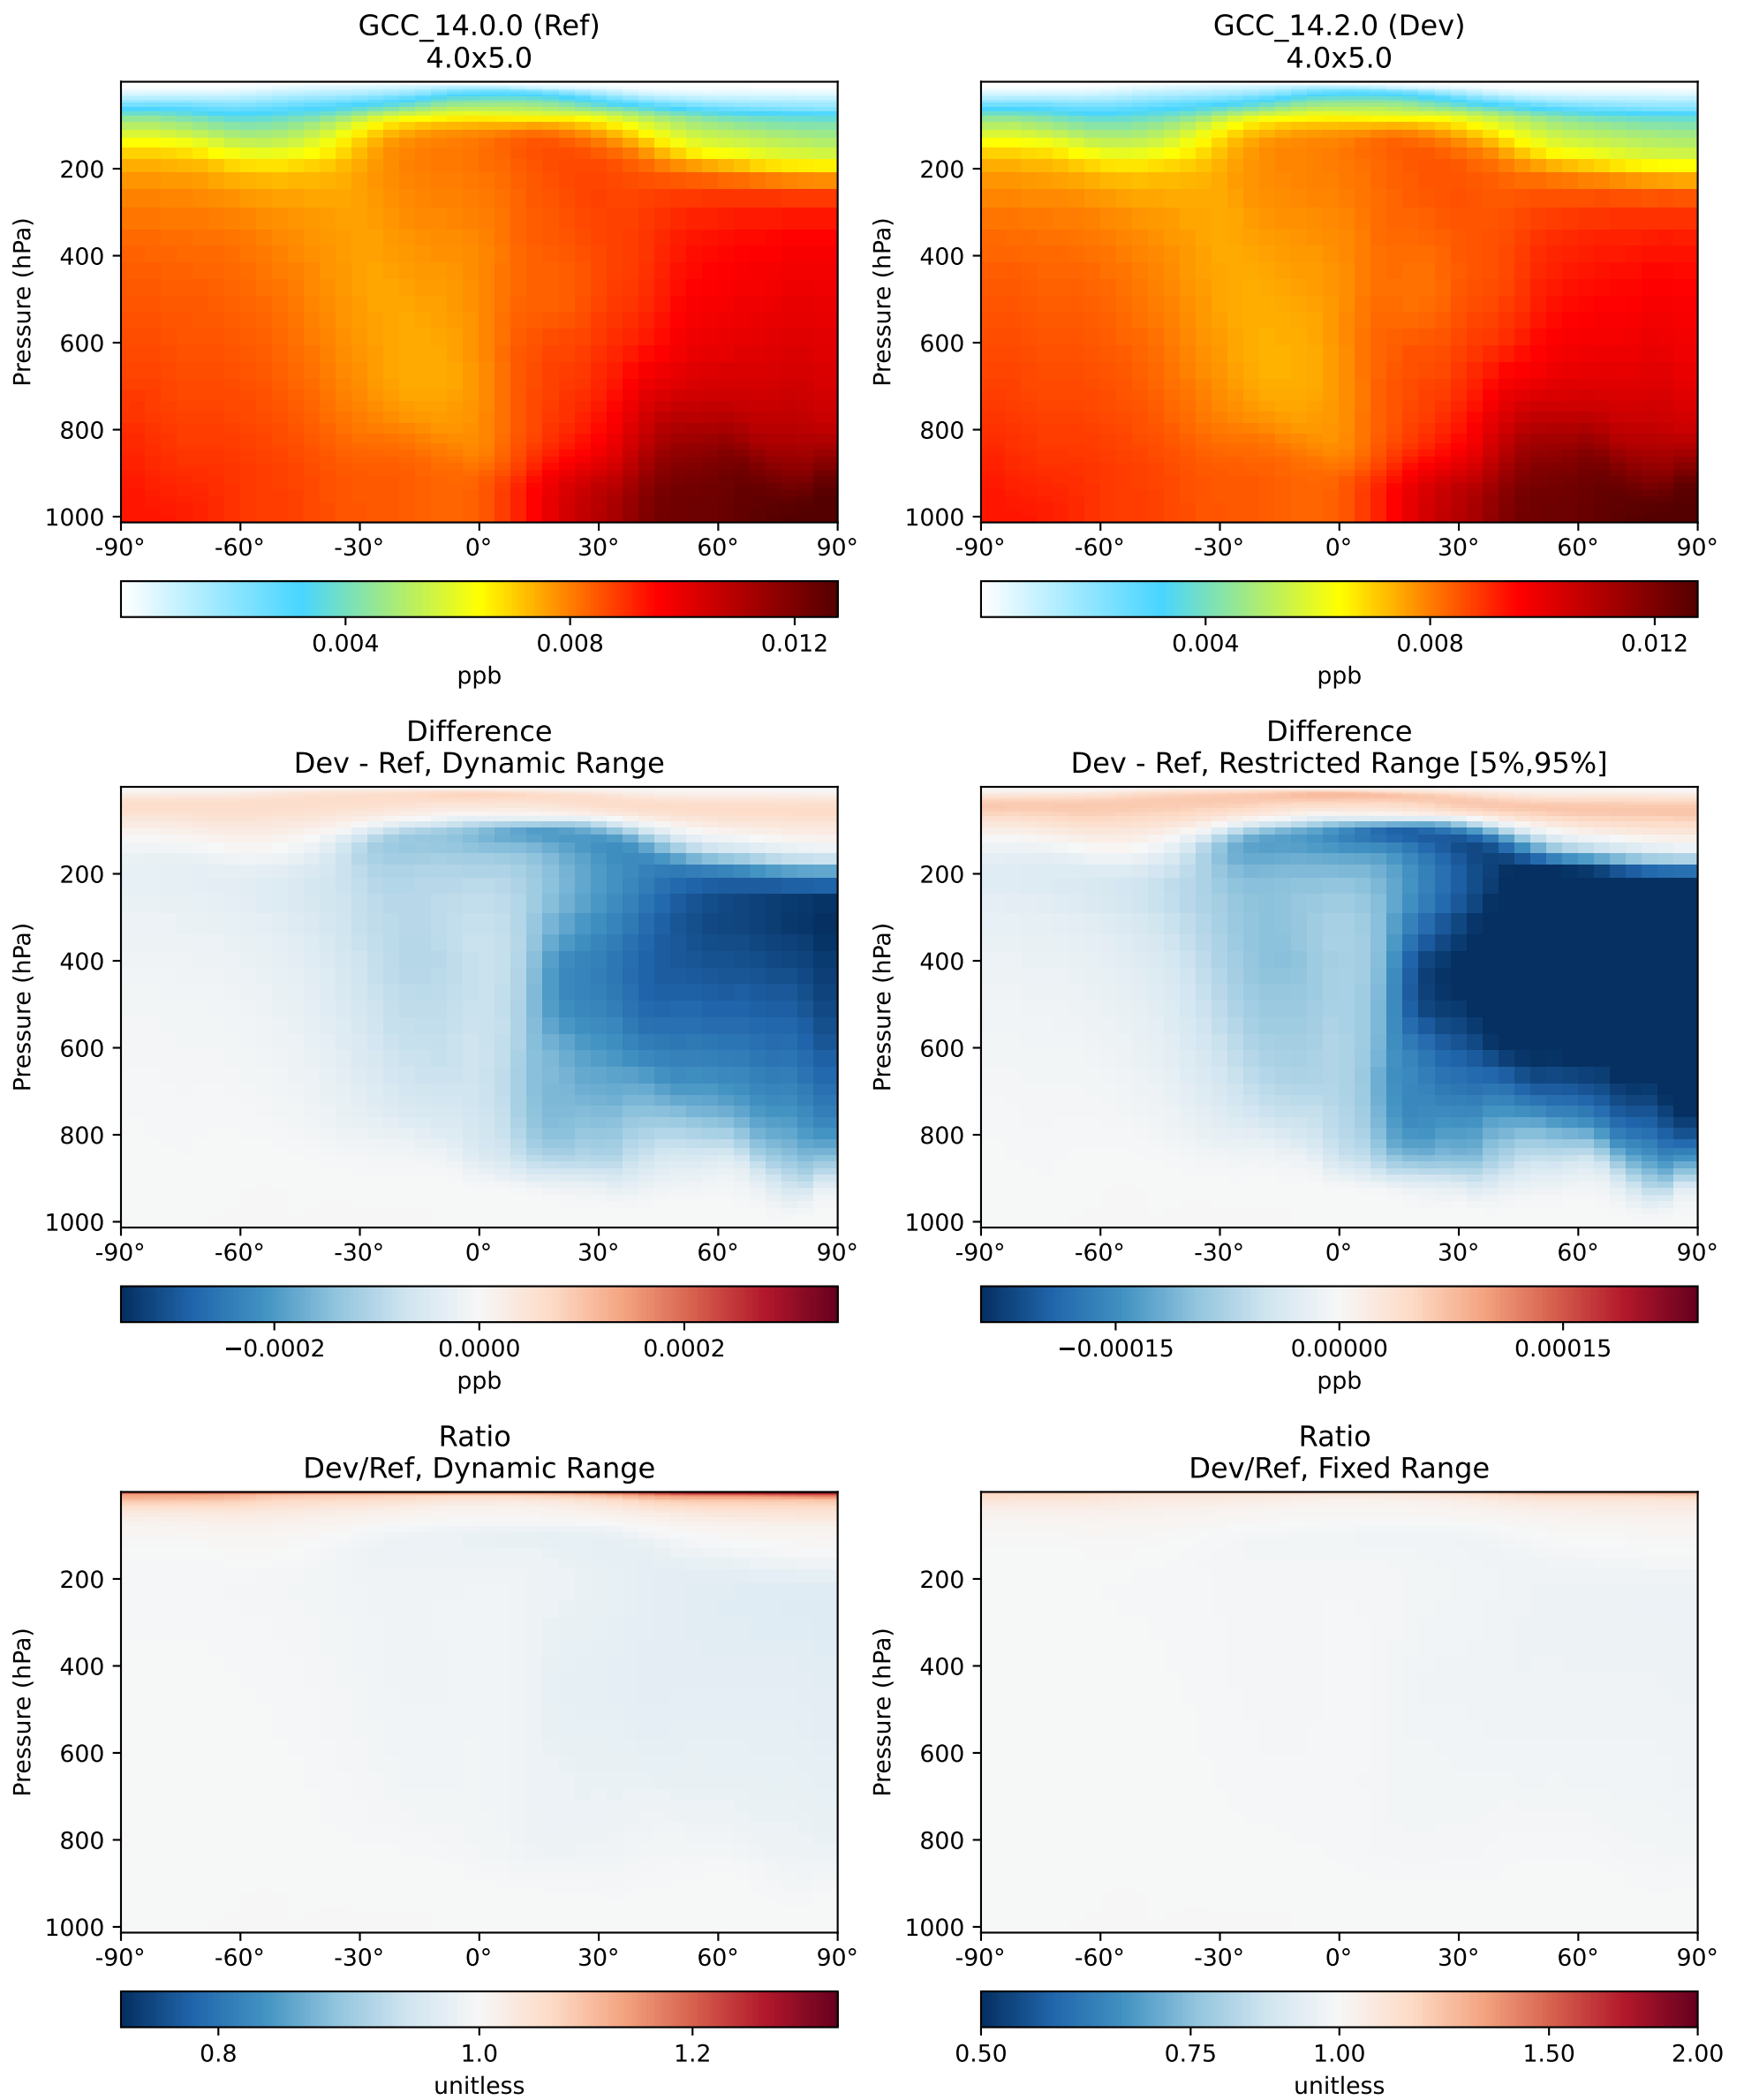 GCC_14.0.0 (Ref)
4.0x5.0
GCC_14.2.0 (Dev)
4.0x5.0
Pressure (hPa)
200
400
600
800
1000
-90° -60° -30° 0° 30° 60° 90°
0.004 0.008 0.012
ppb
Pressure (hPa)
200
400
600
800
1000
-90° -60° -30° 0° 30° 60° 90°
0.004 0.008 0.012
ppb
Difference
Dev - Ref, Dynamic Range
Difference
Dev - Ref, Restricted Range [5%,95%]
Pressure (hPa)
200
400
600
800
1000
-90° -60° -30° 0° 30° 60° 90°
−0.0002 0.0000 0.0002
ppb
Pressure (hPa)
200
400
600
800
1000
-90° -60° -30° 0° 30° 60° 90°
−0.00015 0.00000 0.00015
ppb
Ratio
Dev/Ref, Dynamic Range
Ratio
Dev/Ref, Fixed Range
Pressure (hPa)
200
400
600
800
1000
-90° -60° -30° 0° 30° 60° 90°
0.8 1.0 1.2
unitless
Pressure (hPa)
200
400
600
800
1000
-90° -60° -30° 0° 30° 60° 90°
0.50 0.75 1.00 1.50 2.00
unitless